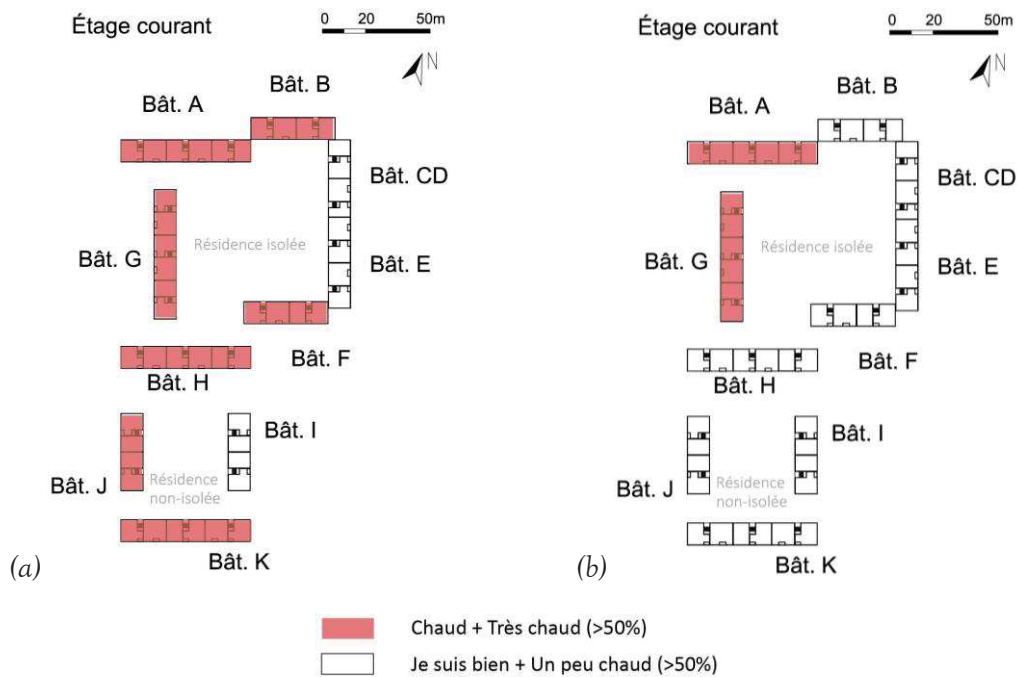 Étage courant
0 20 50m
N
Bât. B
Bât. A
Bât. CD
Résidence isolée
Bât. G
Bât. E
Bât. F
Bât. H
Bât. I
Bât. J
Résidence
non-isolée
Bât. K
(a)
Étage courant
0 20 50m
N
Bât. B
Bât. A
Bât. CD
Résidence isolée
Bât. G
Bât. E
Bât. F
Bât. H
Bât. I
Bât. J
Résidence
non-isolée
Bât. K
(b)
Chaud + Très chaud (>50%)
Je suis bien + Un peu chaud (>50%)